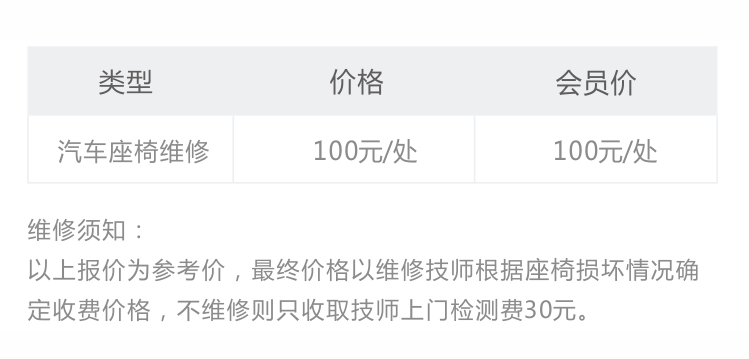 类型 价格 会员价
汽车座椅维修 100元/处 100元/处
维修须知：
以上报价为参考价，最终价格以维修技师根据座椅损坏情况确
定收费价格，不维修则只收取技师上门检测费30元。